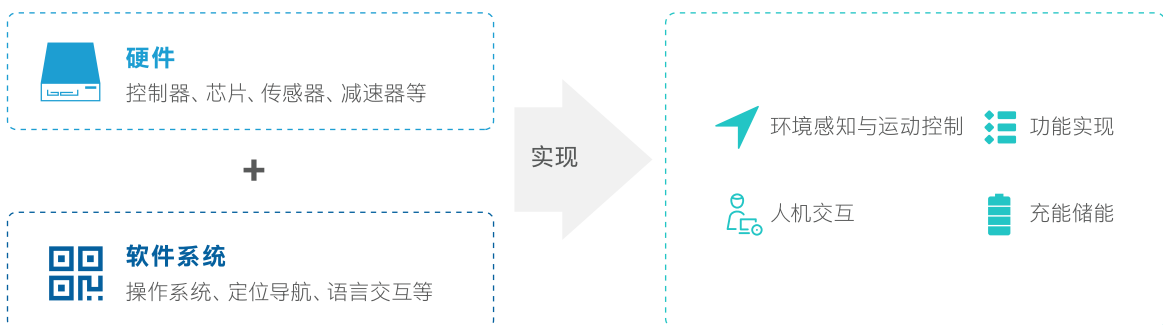 硬件
控制器、芯片、传感器、减速器等
+
软件系统
操作系统、定位导航、语言交互等
实现
环境感知与运动控制
功能实现
人机交互
充能储能